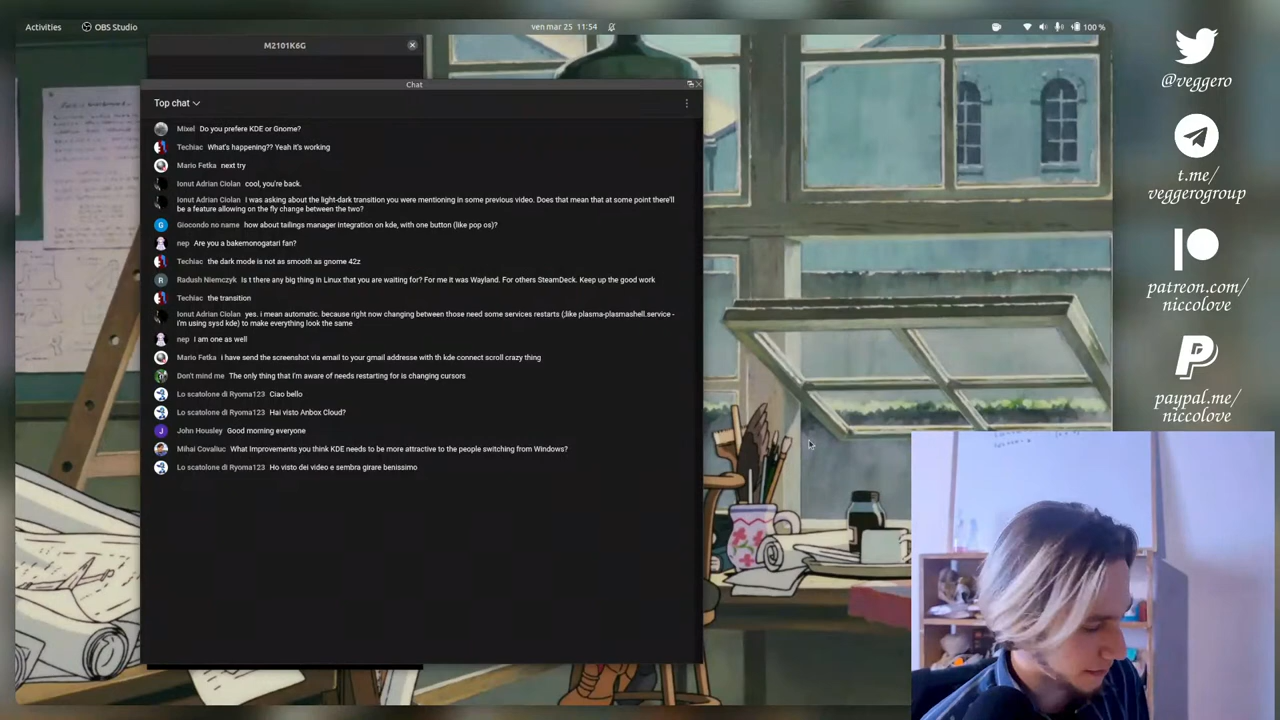 Activities
OBS Studio
ven mar 25 11:54
100 %
M2101K6G
Chat
Top chat
Mixel Do you prefere KDE or Gnome?
Techiac What's happening?? Yeah it's working
Mario Fetka next try
Ionut Adrian Ciolan cool, you're back.
Ionut Adrian Ciolan I was asking about the light-dark transition you were mentioning in some previous video. Does that mean that at some point there'll
be a feature allowing on the fly change between the two?
G
Giocondo no name how about tailings manager integration on kde, with one button (like pop os)?
nep Are you a bakemonogatari fan?
Techiac the dark mode is not as smooth as gnome 42z
R
Radush Niemczyk Is t there any big thing in Linux that you are waiting for? For me it was Wayland. For others SteamDeck. Keep up the good work
Techiac the transition
Ionut Adrian Ciolan yes. i mean automatic. because right now changing between those need some services restarts (;like plasma-plasmashell.service -
i'm using sysd kde) to make everything look the same
nep I am one as well
Mario Fetka i have send the screenshot via email to your gmail addresse with th kde connect scroll crazy thing
Don't mind me The only thing that I'm aware of needs restarting for is changing cursors
Lo scatolone di Ryoma123 Ciao bello
Lo scatolone di Ryoma123 Hai visto Anbox Cloud?
J
John Housley Good morning everyone
Mihai Covaliuc What Improvements you think KDE needs to be more attractive to the people switching from Windows?
Lo scatolone di Ryoma123 Ho visto dei video e sembra girare benissimo
@veggero
t.me/
veggerogroup
patreon.com/
niccolove
paypal.me/
niccolove